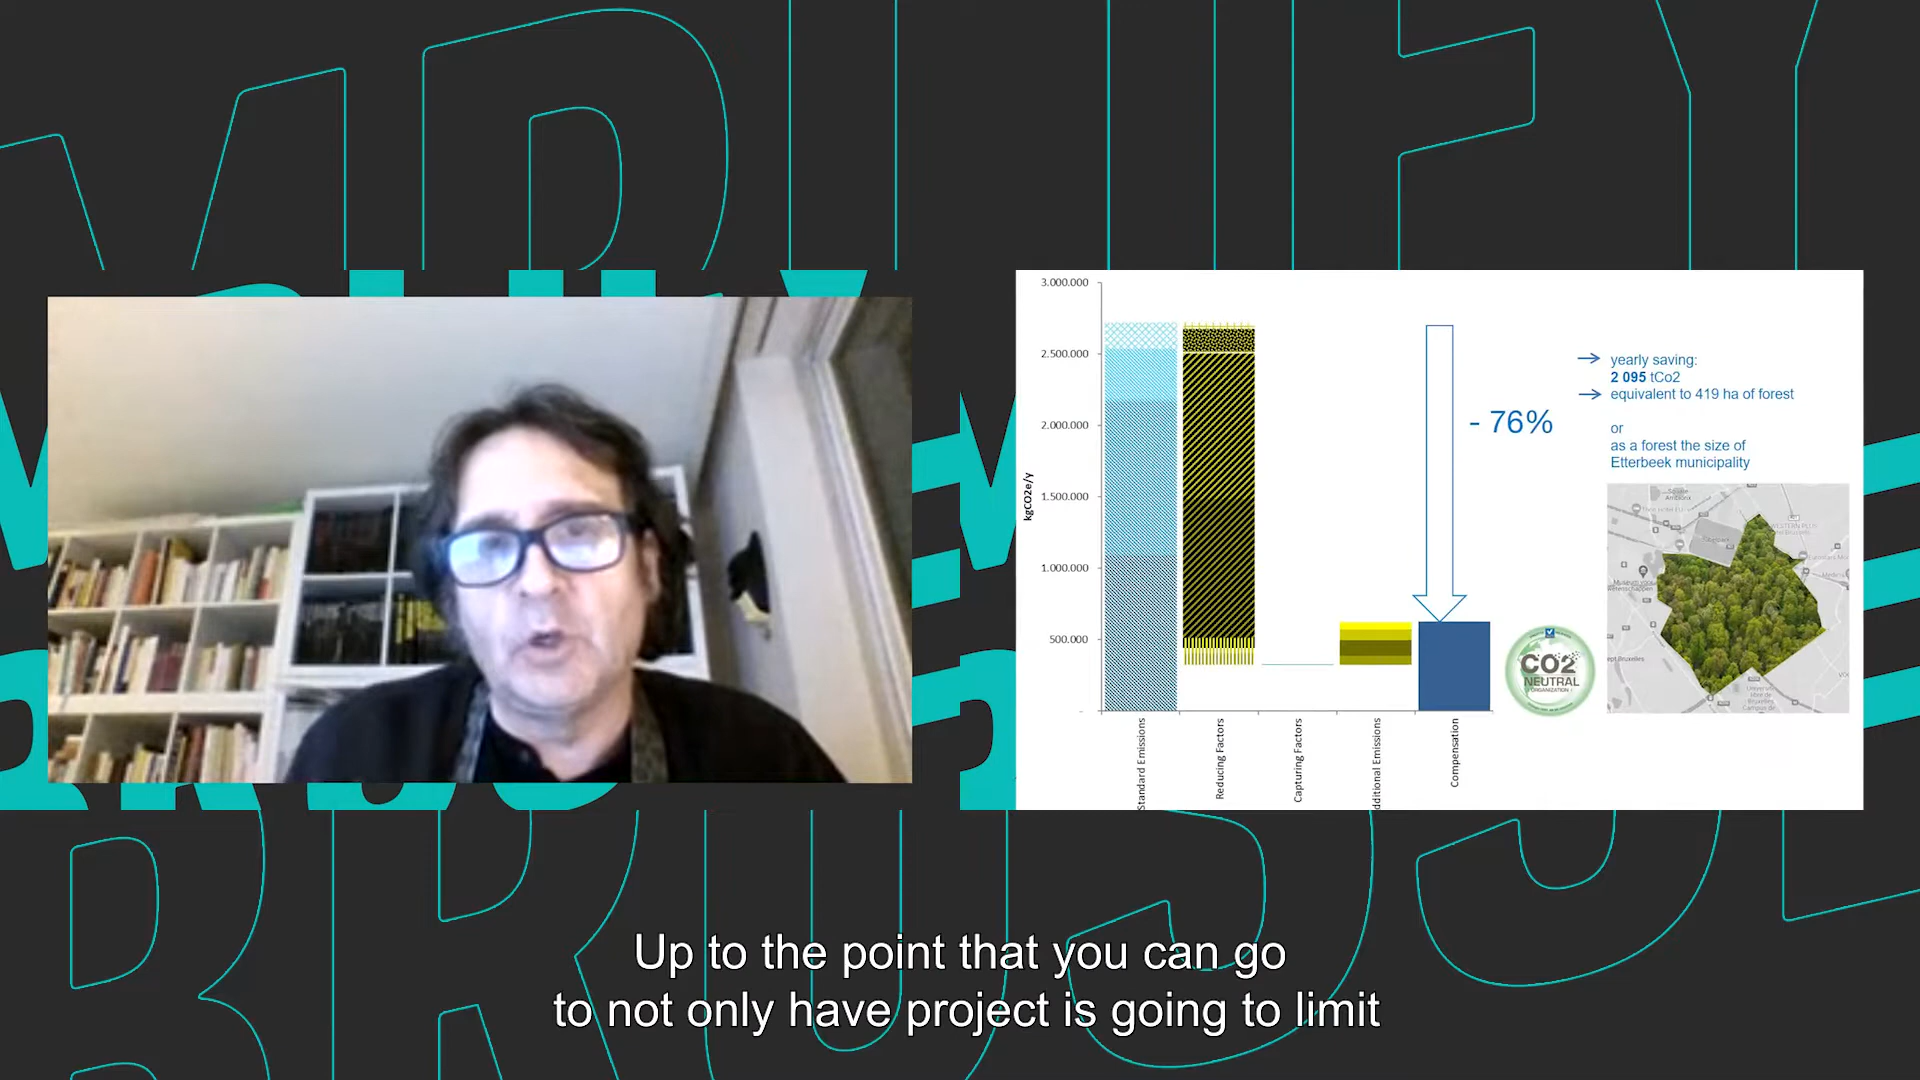 3.000.000
2.500.000
2.000.000
1.500.000
1.000.000
500.000
-
kgCO2e/y
Standard Emissions
Reducing Factors
Capturing Factors
dditional Emissions
Compensation
- 76%
yearly saving:
2 095 tCo2
equivalent to 419 ha of forest
or
as a forest the size of
Etterbeek municipality
CO2
NEUTRAL
ORGANIZATION
Up to the point that you can go
to not only have project is going to limit